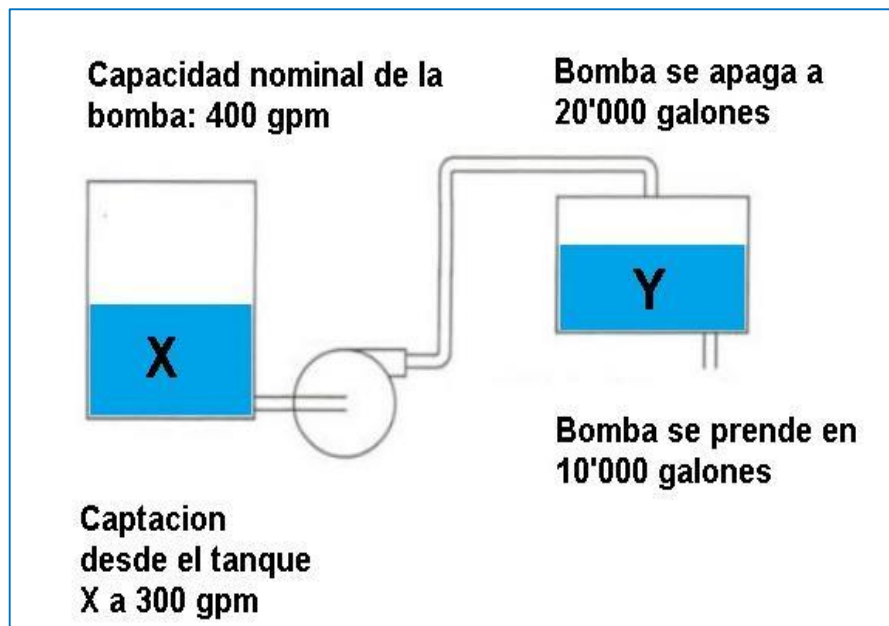 Capacidad nominal de la
bomba: 400 gpm
Bomba se apaga a
20'000 galones
X
Y
Bomba se prende en
10'000 galones
Captacion
desde el tanque
X a 300 gpm